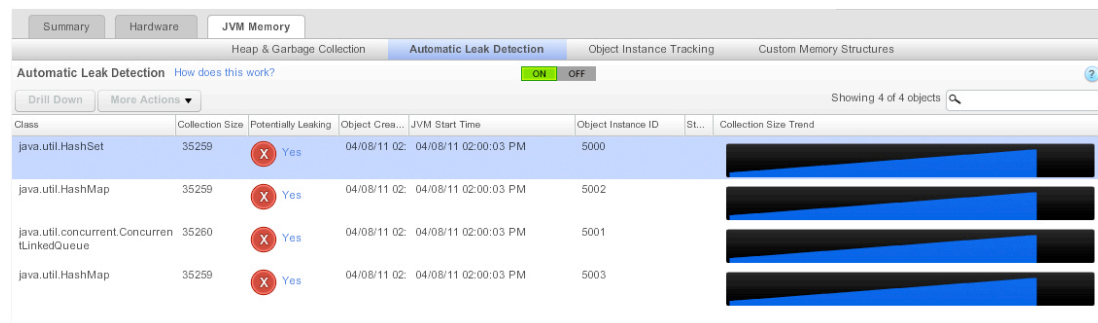 Summary Hardware JVM Memory
Heap & Garbage Collection Automatic Leak Detection Object Instance Tracking Custom Memory Structures
Automatic Leak Detection How does this work? ON OFF ?
Drill Down More Actions Showing 4 of 4 objects
Class Collection Size Potentially Leaking Object Crea... JVM Start Time Object Instance ID St... Collection Size Trend
java.util.HashSet 35259 X Yes 04/08/11 02: 04/08/11 02:00:03 PM 5000
java.util.HashMap 35259 X Yes 04/08/11 02: 04/08/11 02:00:03 PM 5002
java.util.concurrent.Concurren 35260 X Yes 04/08/11 02: 04/08/11 02:00:03 PM 5001
tLinkedQueue
java.util.HashMap 35259 X Yes 04/08/11 02: 04/08/11 02:00:03 PM 5003